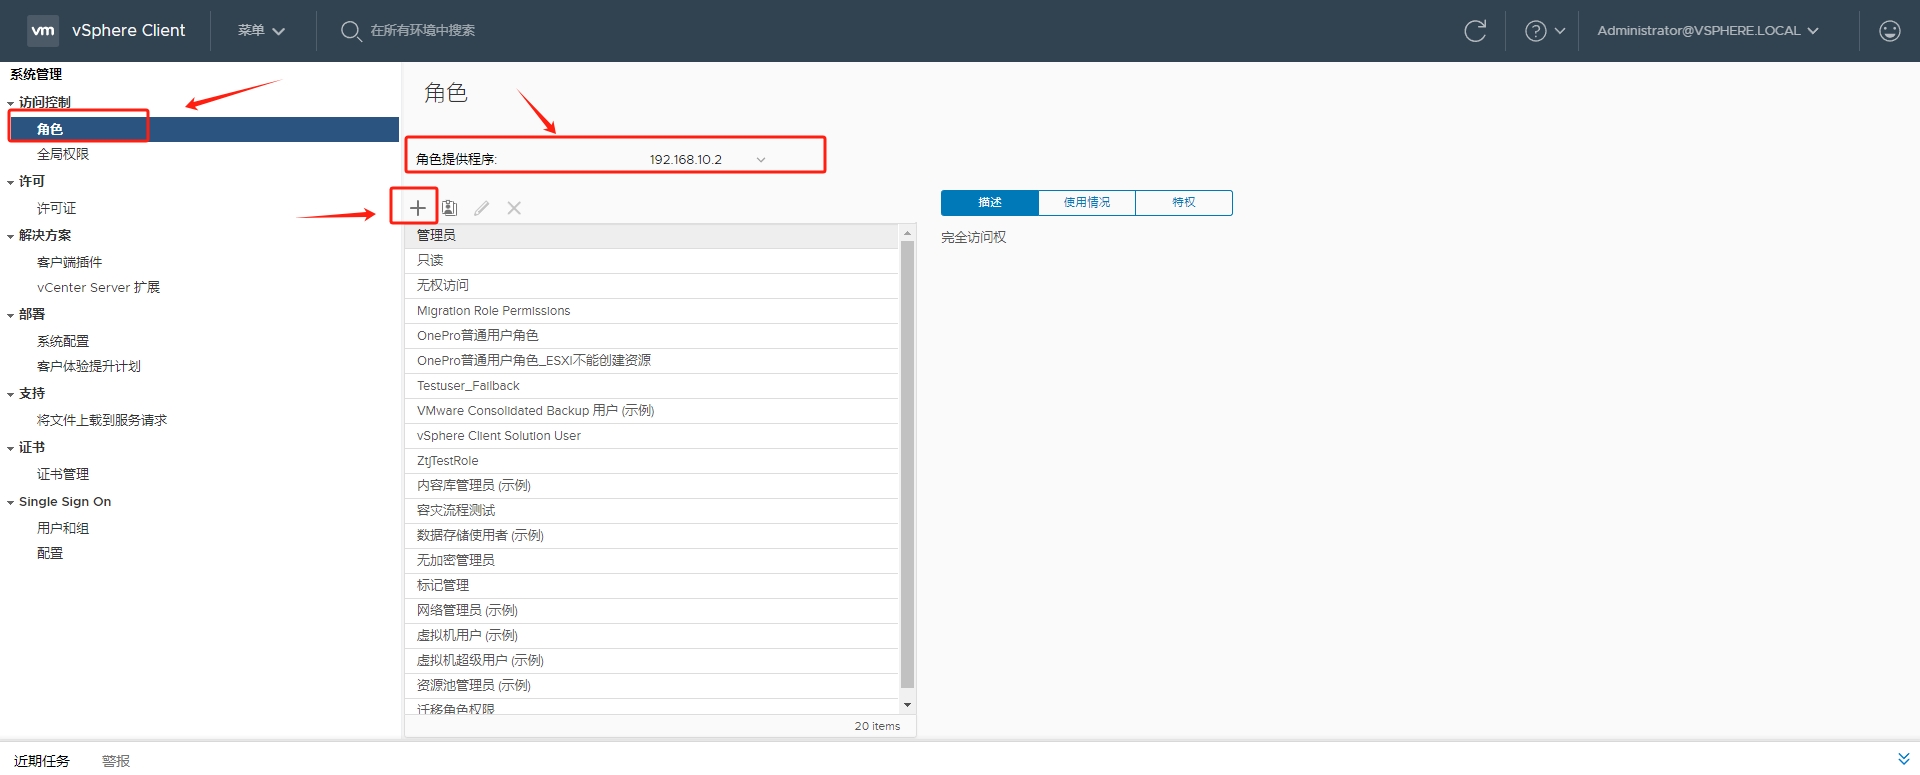 vm vSphere Client 菜单 在所有环境中搜索 Administrator@VSPHERE.LOCAL
系统管理
访问控制
角色
全局权限
许可
许可证
解决方案
客户端插件
vCenter Server 扩展
部署
系统配置
客户体验提升计划
支持
将文件上载到服务请求
证书
证书管理
Single Sign On
用户和组
配置
角色
角色提供程序: 192.168.10.2
管理员
只读
无权访问
Migration Role Permissions
OnePro普通用户角色
OnePro普通用户角色_ESXI不能创建资源
Testuser_Failback
VMware Consolidated Backup 用户 (示例)
vSphere Client Solution User
ZtjTestRole
内容库管理员 (示例)
容灾流程测试
数据存储使用者 (示例)
无加密管理员
标记管理
网络管理员 (示例)
虚拟机用户 (示例)
虚拟机超级用户 (示例)
资源池管理员 (示例)
迁移角色权限
20 items
描述 使用情况 特权
完全访问权
近期任务 警报